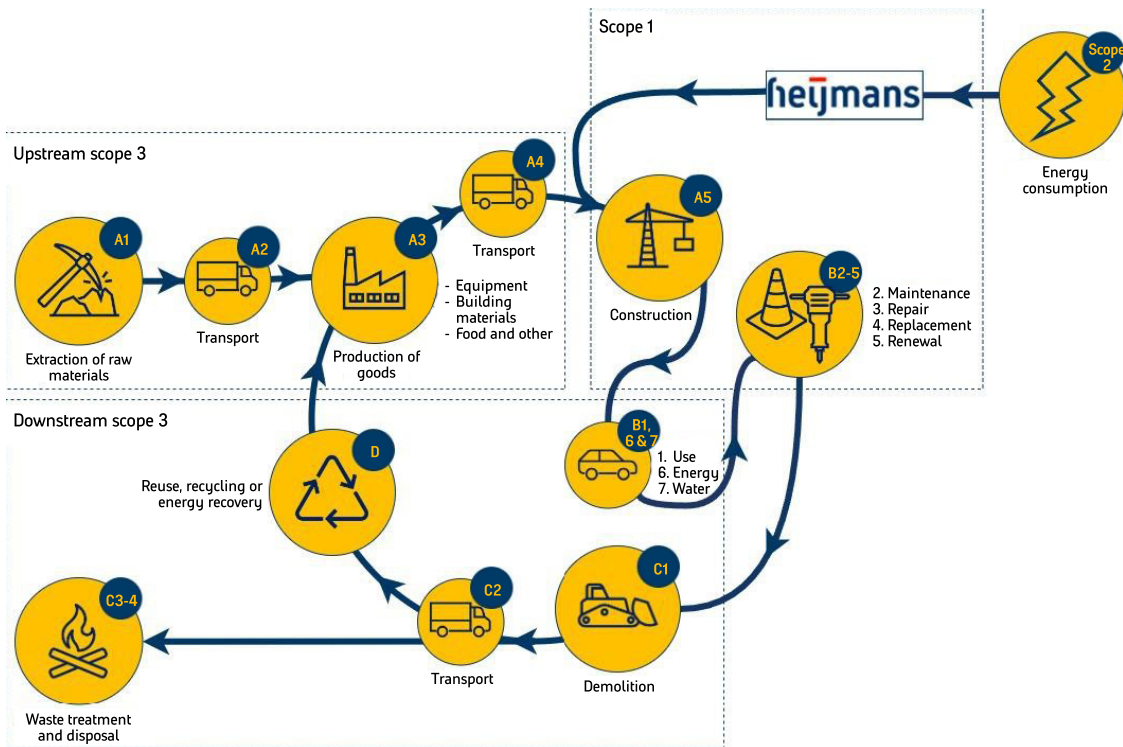 Scope 1
Scope
2
heijmans
Energy
consumption
Upstream scope 3
A1
Extraction of raw
materials
A2
Transport
A3
Production of
goods
A4
Transport
- Equipment
- Building
materials
- Food and other
A5
Construction
B2-5
2. Maintenance
3. Repair
4. Replacement
5. Renewal
Downstream scope 3
B1,
6 & 7
1. Use
6. Energy
7. Water
D
Reuse, recycling or
energy recovery
C1
Demolition
C2
Transport
C3-4
Waste treatment
and disposal